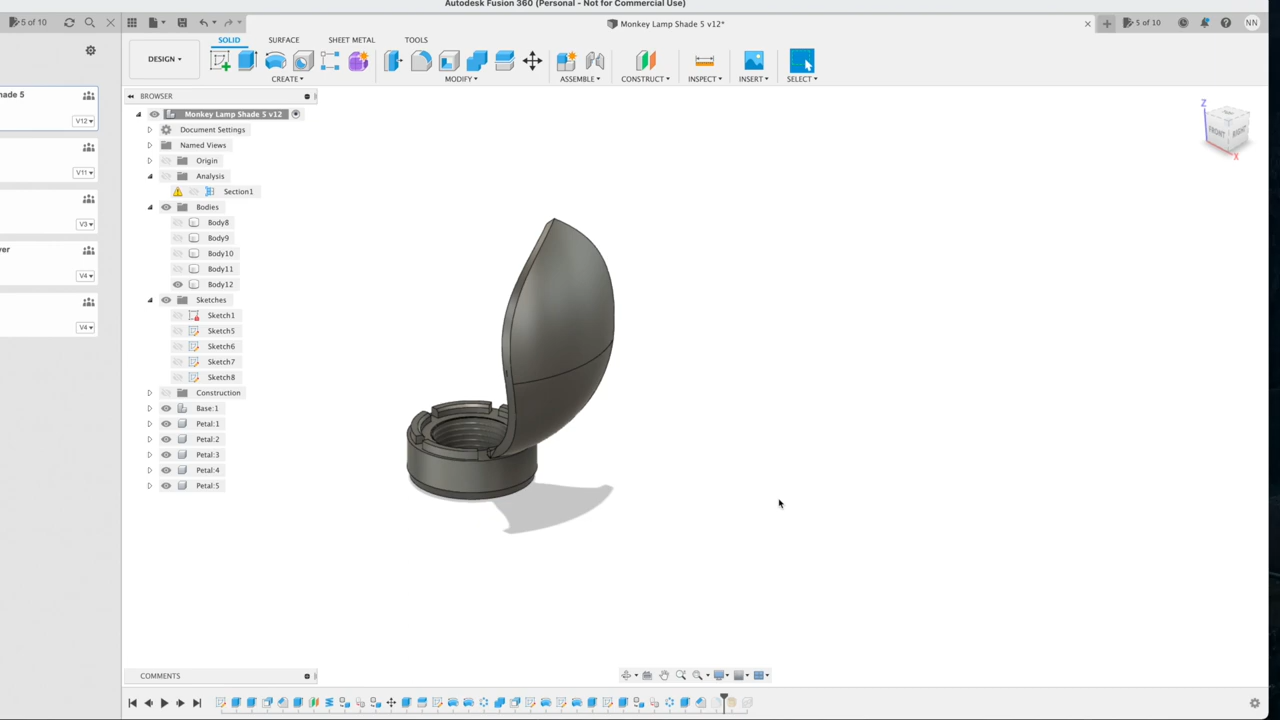 Autodesk Fusion 360 (Personal - Not for Commercial Use)
5 of 10
Monkey Lamp Shade 5 v12*
5 of 10
NN
SOLID SURFACE SHEET METAL TOOLS
DESIGN
CREATE MODIFY ASSEMBLE CONSTRUCT INSPECT INSERT SELECT
hade 5
V12
V11
V3
ver
V4
V4
BROWSER
Monkey Lamp Shade 5 v12
Document Settings
Named Views
Origin
Analysis
Section1
Bodies
Body8
Body9
Body10
Body11
Body12
Sketches
Sketch1
Sketch5
Sketch6
Sketch7
Sketch8
Construction
Base:1
Petal:1
Petal:2
Petal:3
Petal:4
Petal:5
Z
FRONT
RIGHT
X
COMMENTS